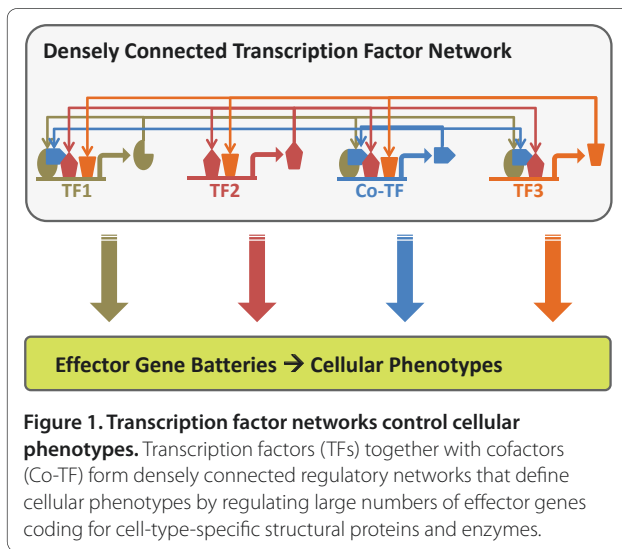 Densely Connected Transcription Factor Network
TF1 TF2 Co-TF TF3
Effector Gene Batteries → Cellular Phenotypes
Figure 1. Transcription factor networks control cellular
phenotypes. Transcription factors (TFs) together with cofactors
(Co-TF) form densely connected regulatory networks that define
cellular phenotypes by regulating large numbers of effector genes
coding for cell-type-specific structural proteins and enzymes.